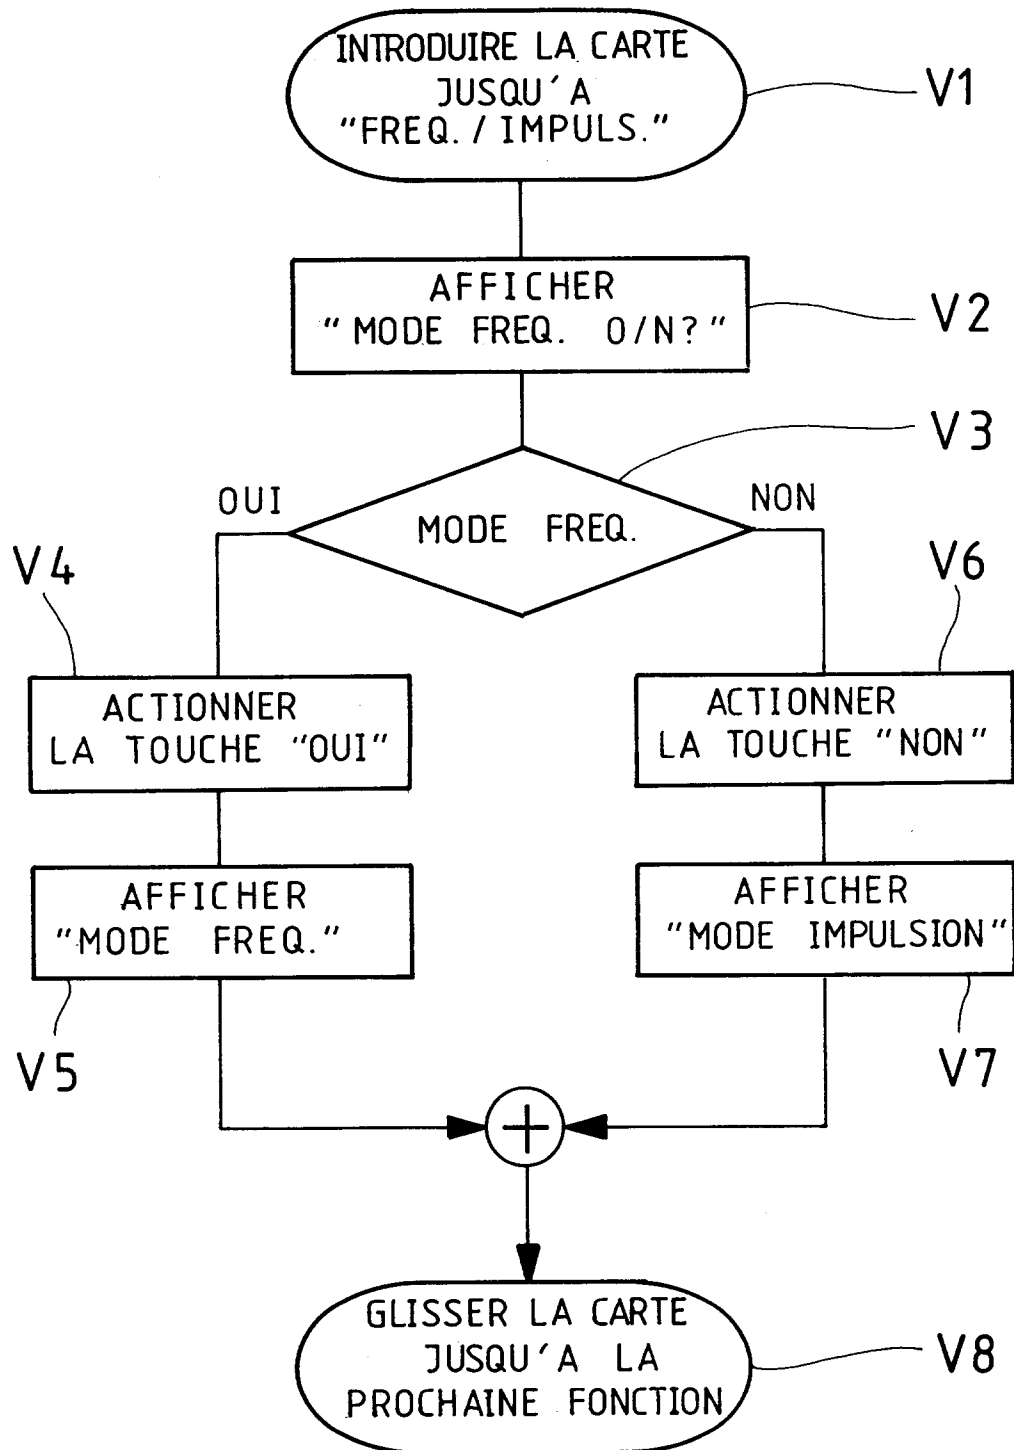 INTRODUIRE LA CARTE
JUSQU'A
"FREQ. / IMPULS."
V1
AFFICHER
"MODE FREQ. O/N?"
V2
V3
OUI
NON
MODE FREQ.
V4
V6
ACTIONNER
LA TOUCHE "OUI"
ACTIONNER
LA TOUCHE "NON"
AFFICHER
"MODE FREQ."
AFFICHER
"MODE IMPULSION"
V5
V7
GLISSER LA CARTE
JUSQU'A LA
PROCHAINE FONCTION
V8